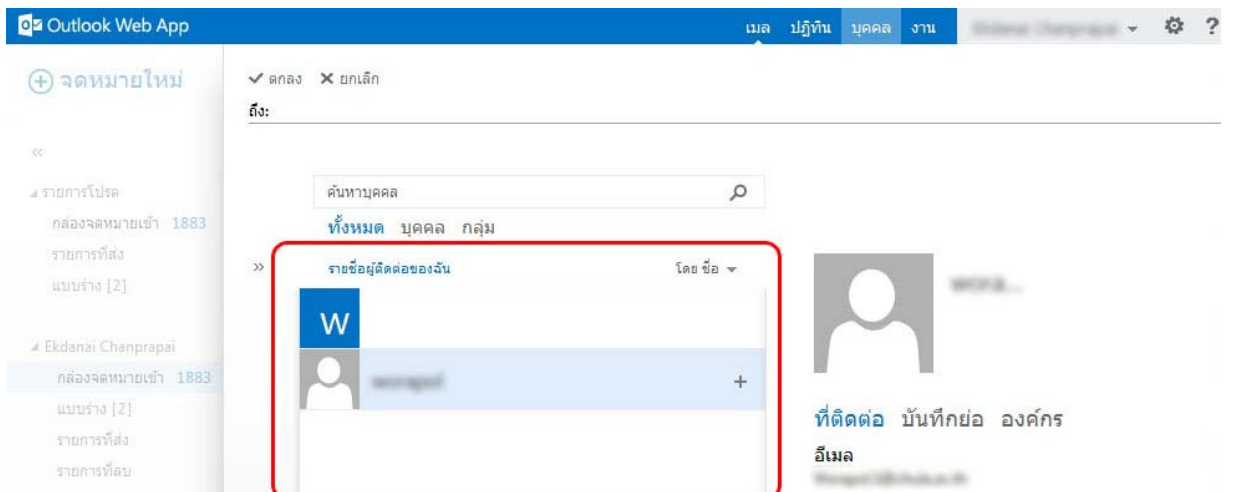 Outlook Web App เมล ปฏิทิน บุคคล งาน ?
จดหมายใหม่
ตกลง ยกเลิก
ถึง:
«
รายการโปรด
กล่องจดหมายเข้า 1883
รายการที่ส่ง
แบบร่าง [2]
Ekdanai Chanprapai
กล่องจดหมายเข้า 1883
แบบร่าง [2]
รายการที่ส่ง
รายการที่ลบ
ค้นหาบุคคล
ทั้งหมด บุคคล กลุ่ม
» รายชื่อผู้ติดต่อของฉัน โดย ชื่อ
W
+
ที่ติดต่อ บันทึกย่อ องค์กร
อีเมล